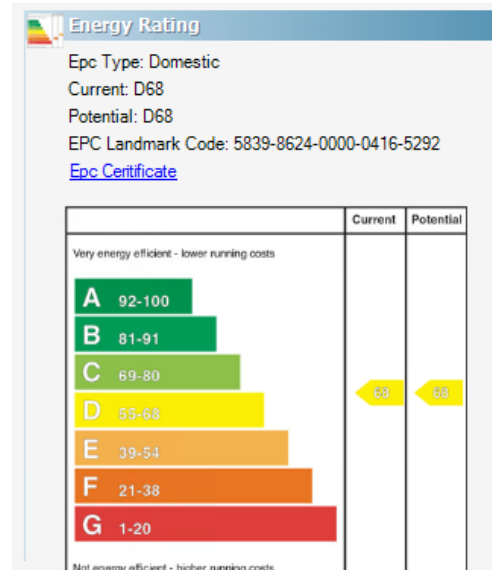 Energy Rating
Epc Type: Domestic
Current: D68
Potential: D68
EPC Landmark Code: 5839-8624-0000-0416-5292
Epc Ceritificate
Current Potential
Very energy efficient - lower running costs
A 92-100
B 81-91
C 69-80
D 55-68
E 39-54
F 21-38
G 1-20
68 68
Not energy efficient - higher running costs